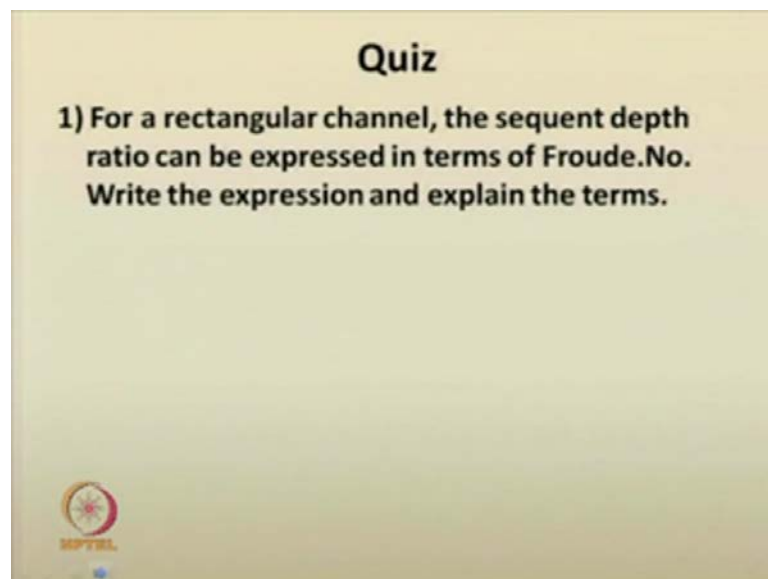 Quiz
1) For a rectangular channel, the sequent depth
ratio can be expressed in terms of Froude.No.
Write the expression and explain the terms.
NPTEL